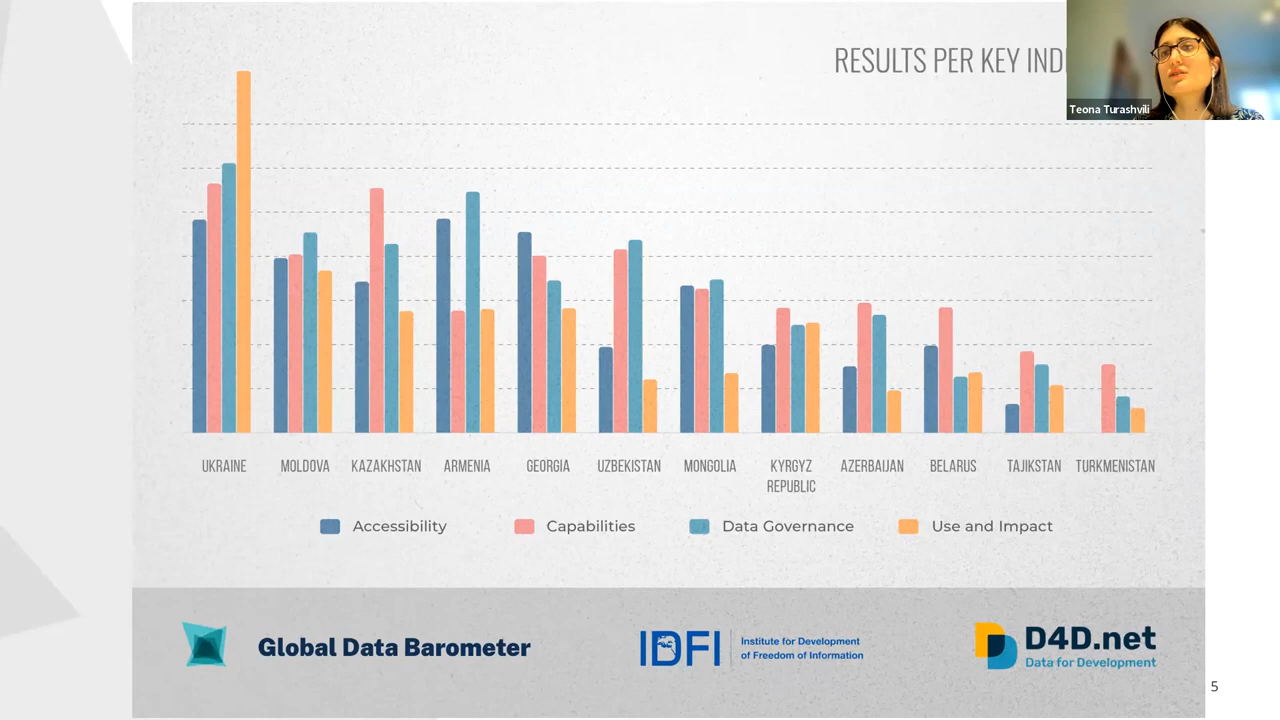 RESULTS PER KEY
Teona Turashvili
UKRAINE
MOLDOVA
KAZAKHSTAN
ARMENIA
GEORGIA
UZBEKISTAN
MONGOLIA
KYRGYZ
REPUBLIC
AZERBAIJAN
BELARUS
TAJIKSTAN
TURKMENISTAN
Accessibility
Capabilities
Data Governance
Use and Impact
Global Data Barometer
IDFI
Institute for Development
of Freedom of Information
D4D.net
Data for Development
5